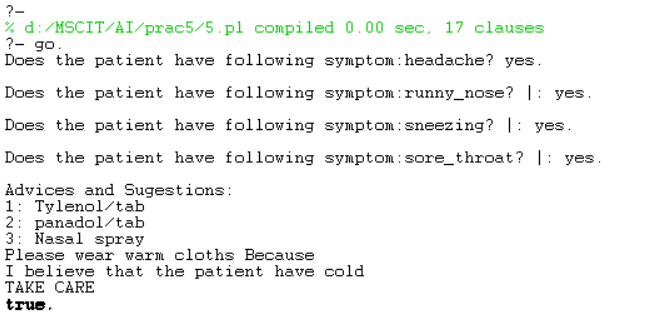 ?-
% d:/MSCIT/AI/prac5/5.pl compiled 0.00 sec, 17 clauses
?- go.
Does the patient have following symptom:headache? yes.
Does the patient have following symptom:runny_nose? |: yes.
Does the patient have following symptom:sneezing? |: yes.
Does the patient have following symptom:sore_throat? |: yes.
Advices and Sugestions:
1: Tylenol/tab
2: panadol/tab
3: Nasal spray
Please wear warm cloths Because
I believe that the patient have cold
TAKE CARE
true.